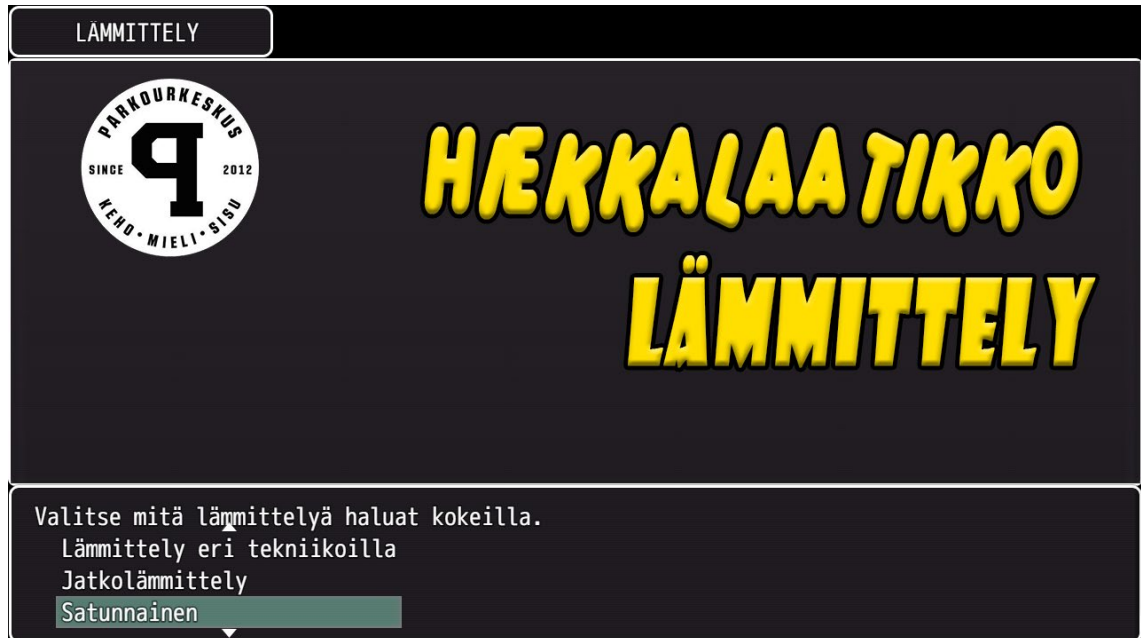 LÄMMITTELY
PARKOURKESKUS
SINCE 2012
KEHO • MIELI • SISU
HÆKKALAATIKKO
LÄMMITTELY
Valitse mitä lämmittelyä haluat kokeilla.
Lämmittely eri tekniikoilla
Jatkolämmittely
Satunnainen